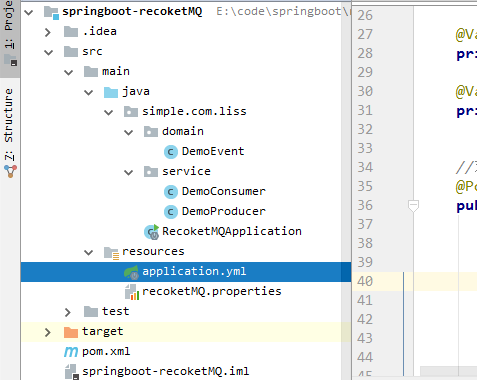 springboot-recoketMQ E:\code\springboot\
.idea
src
main
java
simple.com.liss
domain
DemoEvent
service
DemoConsumer
DemoProducer
RecoketMQApplication
resources
application.yml
recoketMQ.properties
test
target
pom.xml
springboot-recoketMQ.iml
1: Proje
Z: Structure
26
27 @Va
28 pri
29
30 @Va
31 pri
32
33
34 //
35 @Po
36 pub
37
38
39
40
41
42
43
44
45